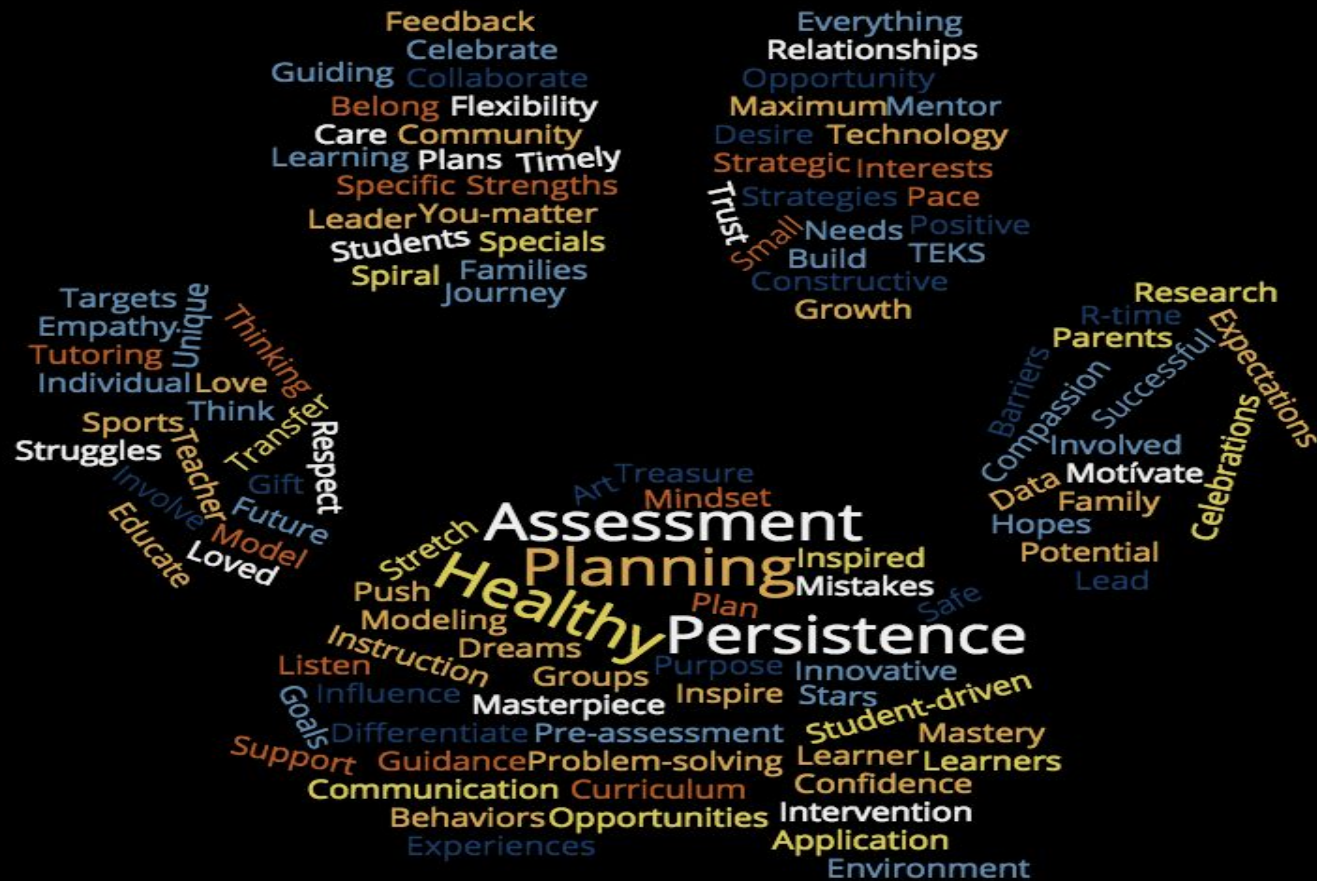 Feedback
Celebrate
Guiding Collaborate
Belong Flexibility
Care Community
Learning Plans Timely
Specific Strengths
Leader You-matter
Students Specials
Spiral Families
Journey
Everything
Relationships
Opportunity
Maximum Mentor
Desire Technology
Strategic Interests
Trust Strategies Pace
Small Needs Positive
Build TEKS
Constructive
Growth
Targets Unique
Empathy
Thinking
Tutoring
Individual Love
Think
Sports Transfer
Struggles Teacher Respect
Involve Gift
Educate Future
Model
Loved
Research
R-time
Expectations
Parents
Barriers Successful
Compassion
Celebrations
Involved
Motívate
Data Family
Hopes
Potential
Lead
Art Treasure
Mindset
Assessment
Stretch
Planning Inspired
Healthy Mistakes
Push Plan Safe
Modeling Persistence
Instruction Dreams
Listen Groups Purpose Innovative
Goals Influence Masterpiece Inspire Stars
Student-driven
Differentiate Pre-assessment Mastery
Support Guidance Problem-solving Learner Learners
Communication Curriculum Confidence
Behaviors Opportunities Intervention
Experiences Application
Environment